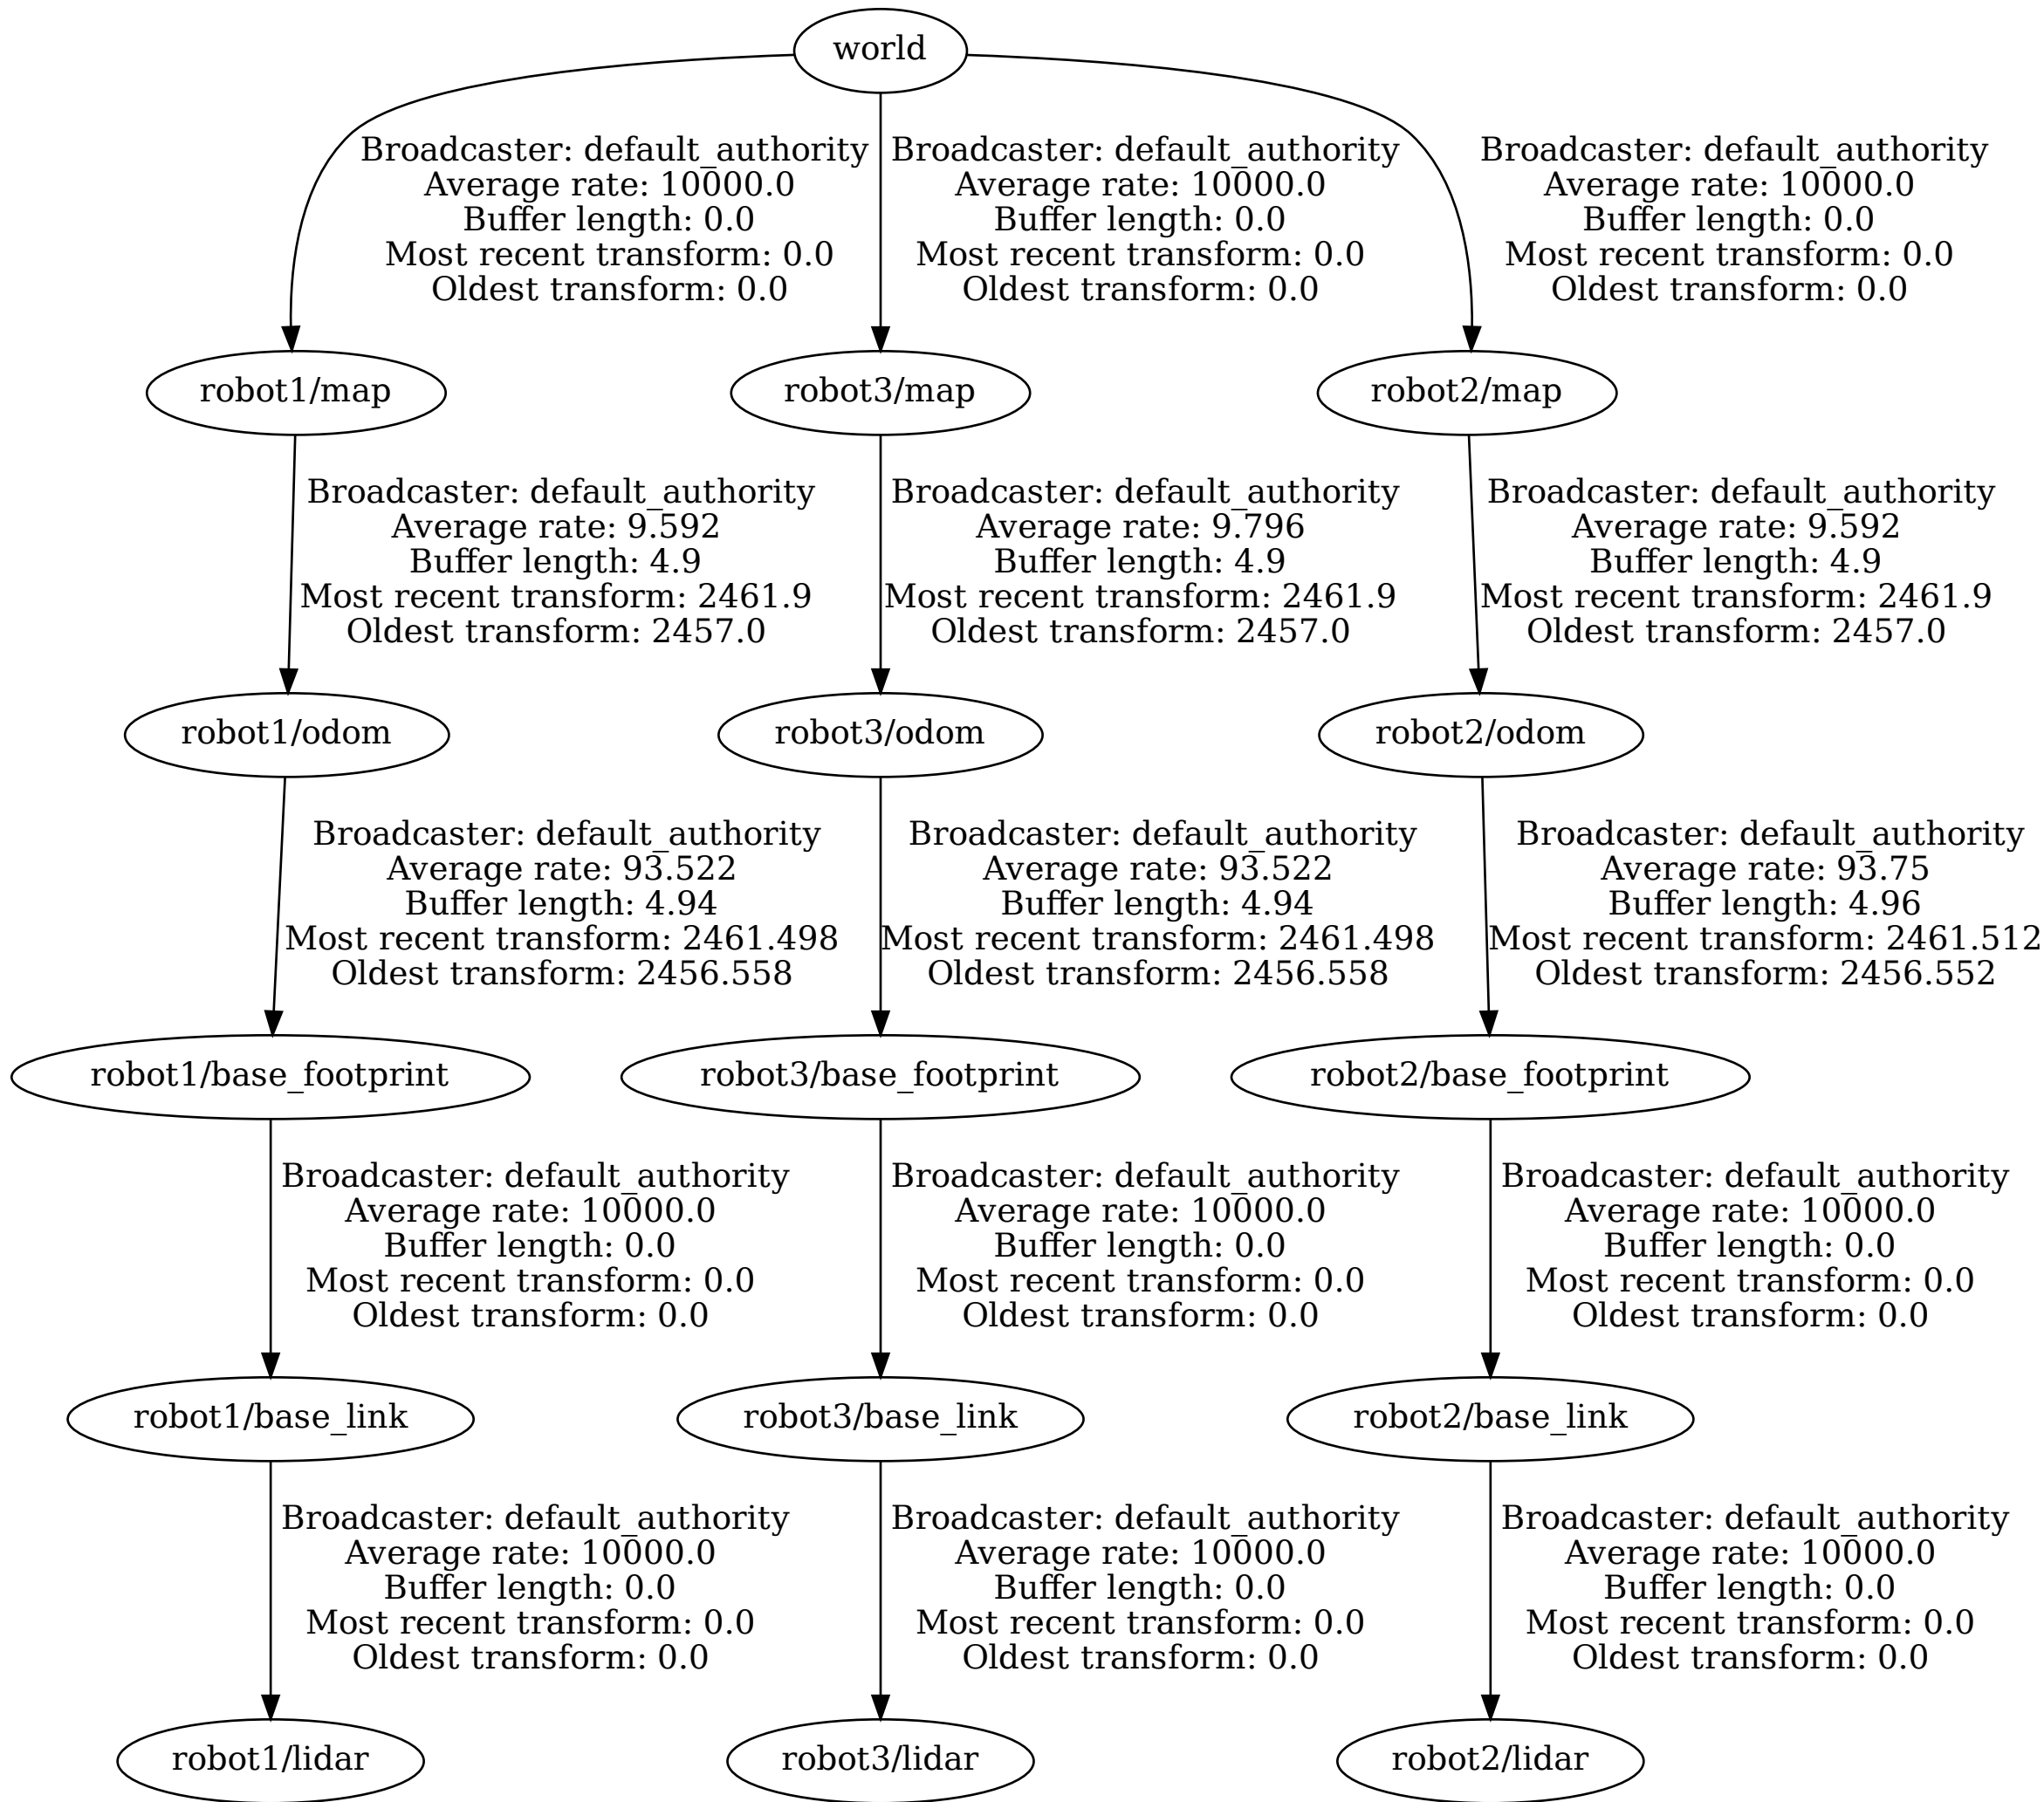 world
Broadcaster: default_authority
Average rate: 10000.0
Buffer length: 0.0
Most recent transform: 0.0
Oldest transform: 0.0
Broadcaster: default_authority
Average rate: 10000.0
Buffer length: 0.0
Most recent transform: 0.0
Oldest transform: 0.0
Broadcaster: default_authority
Average rate: 10000.0
Buffer length: 0.0
Most recent transform: 0.0
Oldest transform: 0.0
robot1/map
robot3/map
robot2/map
Broadcaster: default_authority
Average rate: 9.592
Buffer length: 4.9
Most recent transform: 2461.9
Oldest transform: 2457.0
Broadcaster: default_authority
Average rate: 9.796
Buffer length: 4.9
Most recent transform: 2461.9
Oldest transform: 2457.0
Broadcaster: default_authority
Average rate: 9.592
Buffer length: 4.9
Most recent transform: 2461.9
Oldest transform: 2457.0
robot1/odom
robot3/odom
robot2/odom
Broadcaster: default_authority
Average rate: 93.522
Buffer length: 4.94
Most recent transform: 2461.498
Oldest transform: 2456.558
Broadcaster: default_authority
Average rate: 93.522
Buffer length: 4.94
Most recent transform: 2461.498
Oldest transform: 2456.558
Broadcaster: default_authority
Average rate: 93.75
Buffer length: 4.96
Most recent transform: 2461.512
Oldest transform: 2456.552
robot1/base_footprint
robot3/base_footprint
robot2/base_footprint
Broadcaster: default_authority
Average rate: 10000.0
Buffer length: 0.0
Most recent transform: 0.0
Oldest transform: 0.0
Broadcaster: default_authority
Average rate: 10000.0
Buffer length: 0.0
Most recent transform: 0.0
Oldest transform: 0.0
Broadcaster: default_authority
Average rate: 10000.0
Buffer length: 0.0
Most recent transform: 0.0
Oldest transform: 0.0
robot1/base_link
robot3/base_link
robot2/base_link
Broadcaster: default_authority
Average rate: 10000.0
Buffer length: 0.0
Most recent transform: 0.0
Oldest transform: 0.0
Broadcaster: default_authority
Average rate: 10000.0
Buffer length: 0.0
Most recent transform: 0.0
Oldest transform: 0.0
Broadcaster: default_authority
Average rate: 10000.0
Buffer length: 0.0
Most recent transform: 0.0
Oldest transform: 0.0
robot1/lidar
robot3/lidar
robot2/lidar